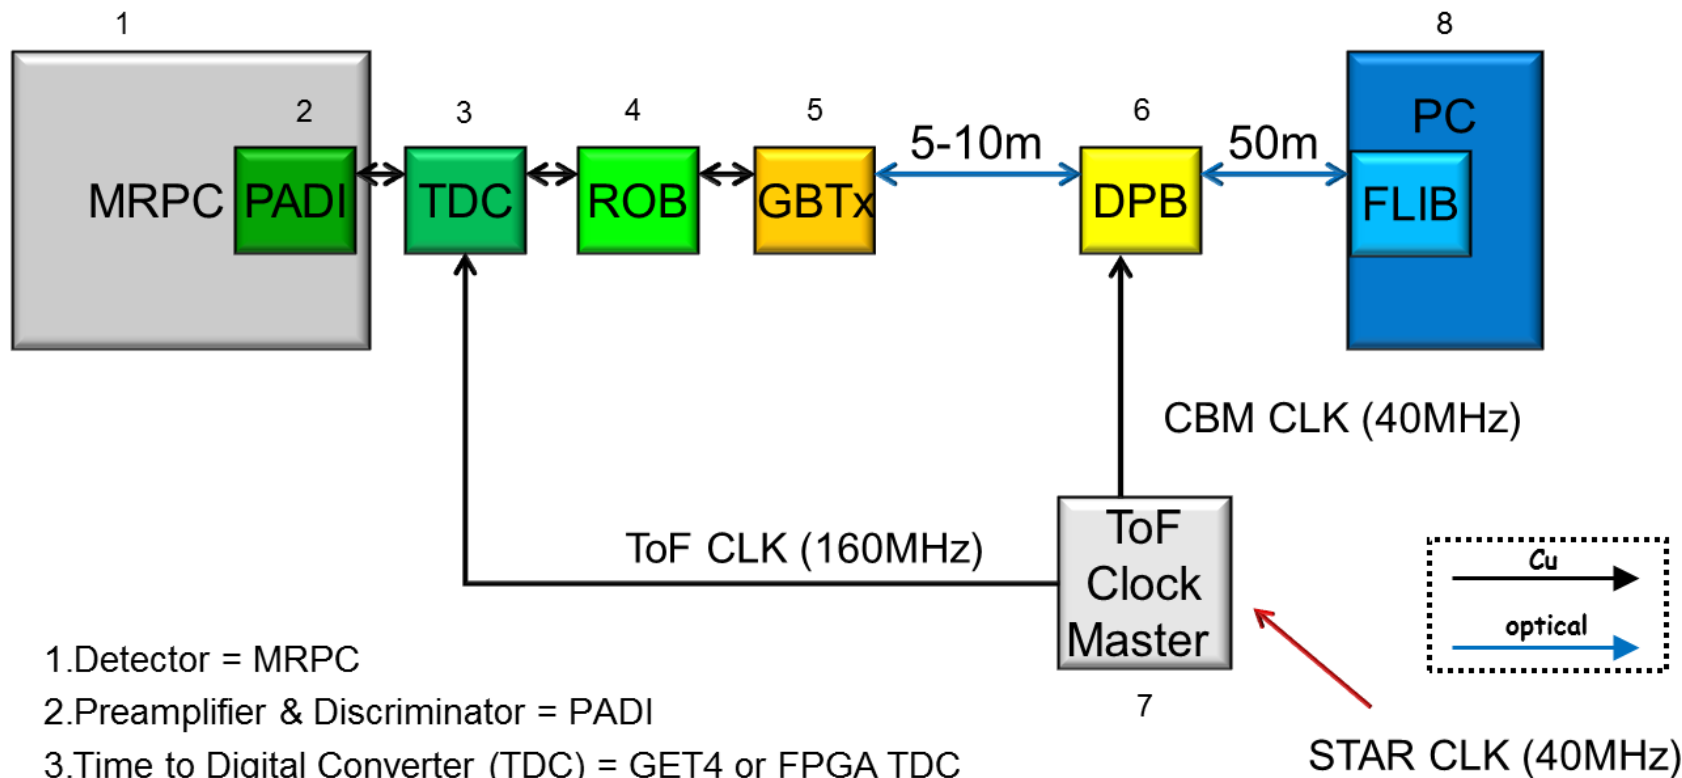 1
8
2
3
4
5
6
5-10m
50m
PC
MRPC
PADI
TDC
ROB
GBTx
DPB
FLIB
CBM CLK (40MHz)
ToF CLK (160MHz)
ToF
Clock
Master
7
Cu
optical
STAR CLK (40MHz)
1.Detector = MRPC
2.Preamplifier & Discriminator = PADI
3.Time to Digital Converter (TDC) = GET4 or FPGA TDC